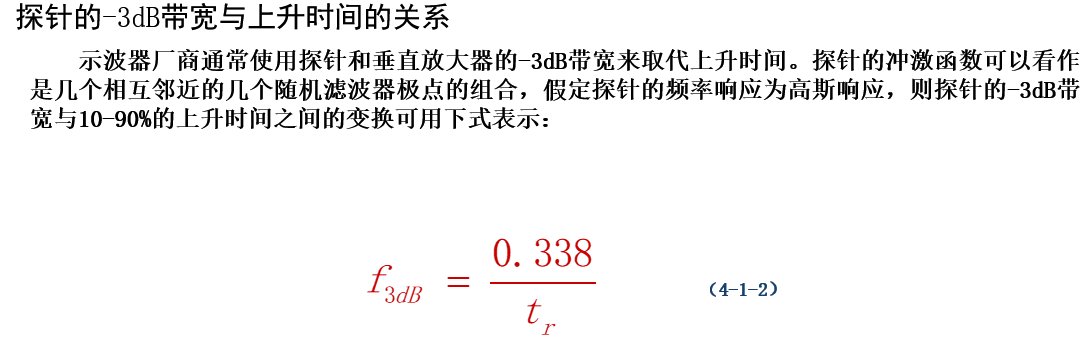 探针的-3dB带宽与上升时间的关系
示波器厂商通常使用探针和垂直放大器的-3dB带宽来取代上升时间。探针的冲激函数可以看作
是几个相互邻近的几个随机滤波器极点的组合，假定探针的频率响应为高斯响应，则探针的-3dB带
宽与10-90%的上升时间之间的变换可用下式表示：
f_{3dB} = \frac{0.338}{t_r} （4-1-2）